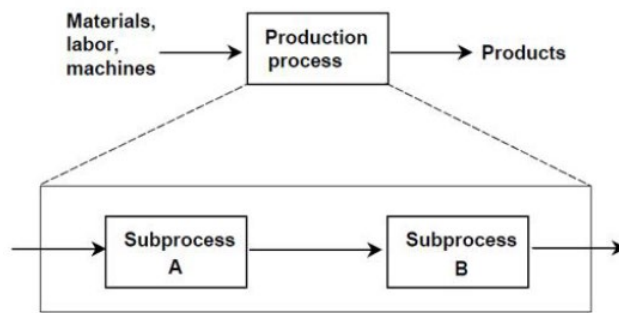 Materials,
labor,
machines
Production
process
Products
Subprocess
A
Subprocess
B